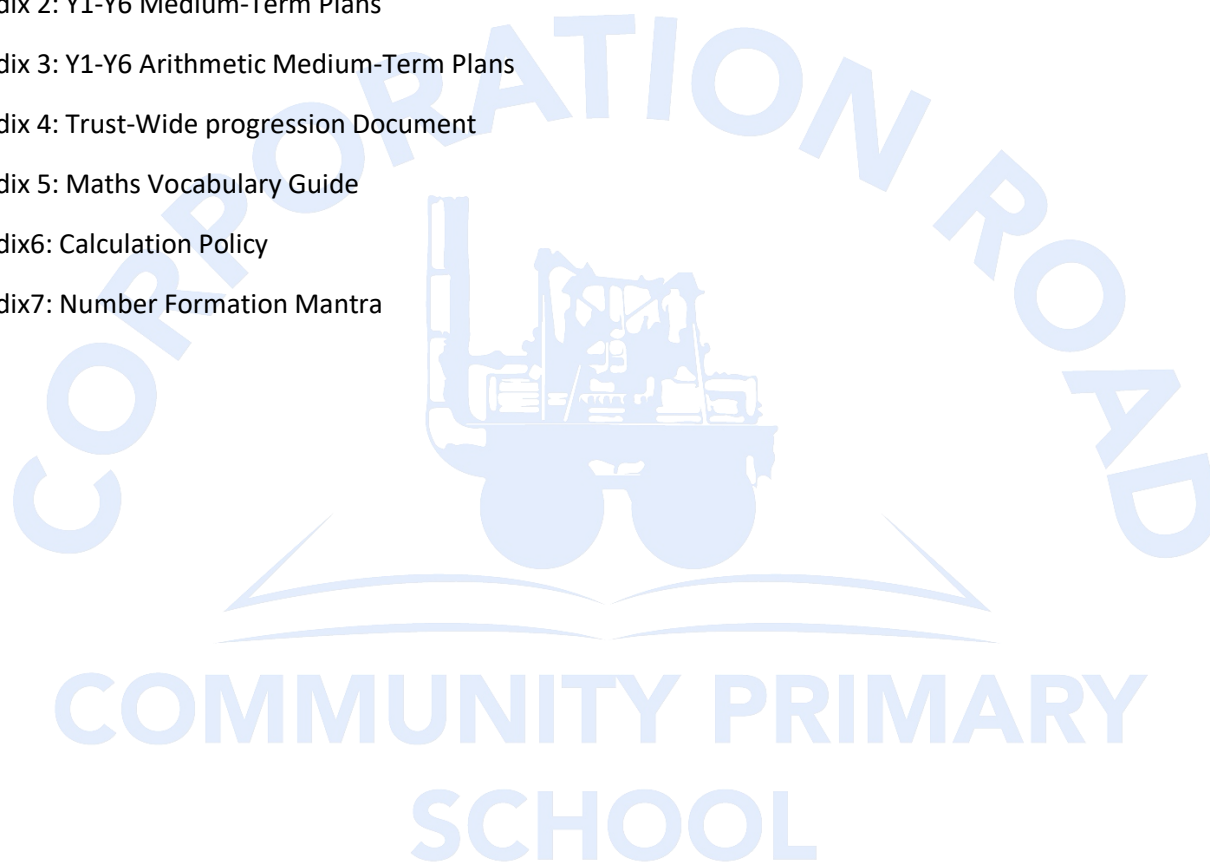 dix 2: Y1-Y6 Medium-Term Plans
dix 3: Y1-Y6 Arithmetic Medium-Term Plans
dix 4: Trust-Wide progression Document
dix 5: Maths Vocabulary Guide
dix6: Calculation Policy
dix7: Number Formation Mantra
CORPORATION ROAD
COMMUNITY PRIMARY
SCHOOL